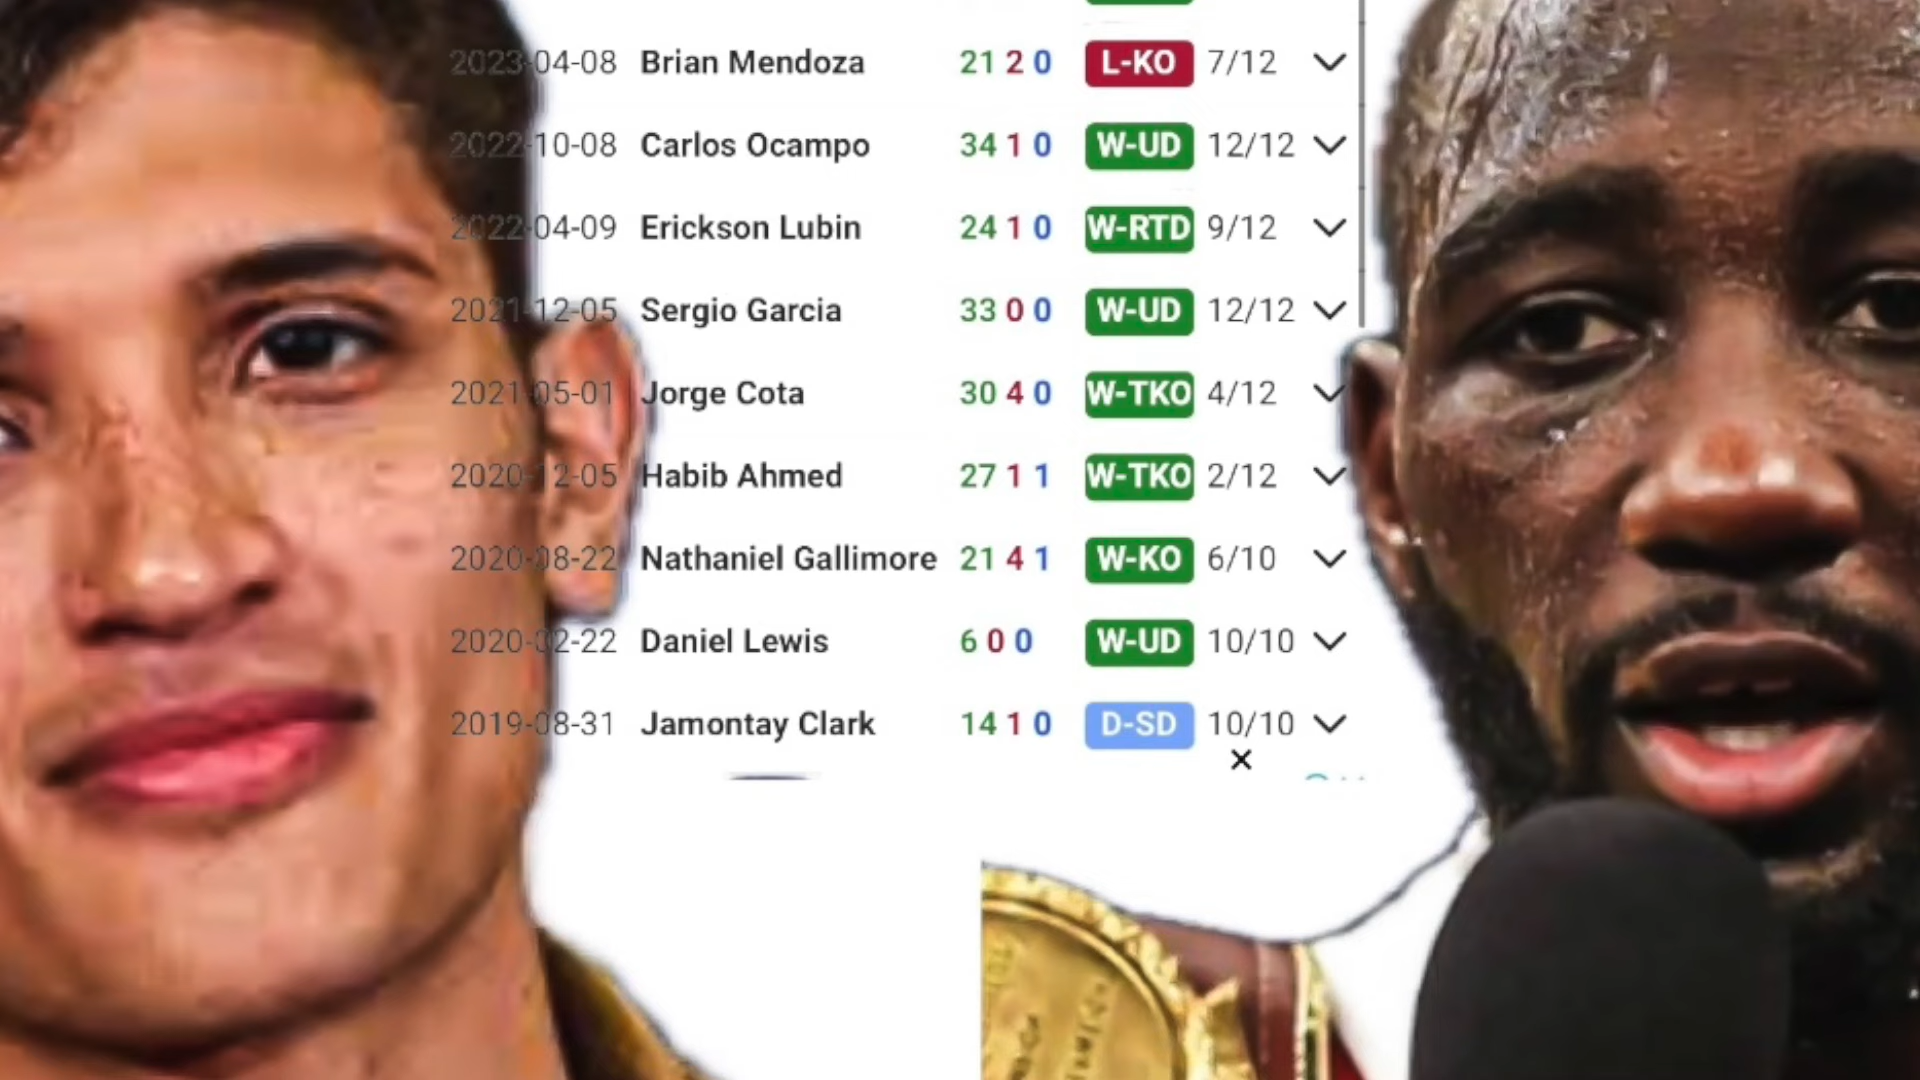 2023-04-08 Brian Mendoza 21 2 0 L-KO 7/12
2022-10-08 Carlos Ocampo 34 1 0 W-UD 12/12
2022-04-09 Erickson Lubin 24 1 0 W-RTD 9/12
2021-12-05 Sergio Garcia 33 0 0 W-UD 12/12
2021-05-01 Jorge Cota 30 4 0 W-TKO 4/12
2020-12-05 Habib Ahmed 27 1 1 W-TKO 2/12
2020-08-22 Nathaniel Gallimore 21 4 1 W-KO 6/10
2020-02-22 Daniel Lewis 6 0 0 W-UD 10/10
2019-08-31 Jamontay Clark 14 1 0 D-SD 10/10